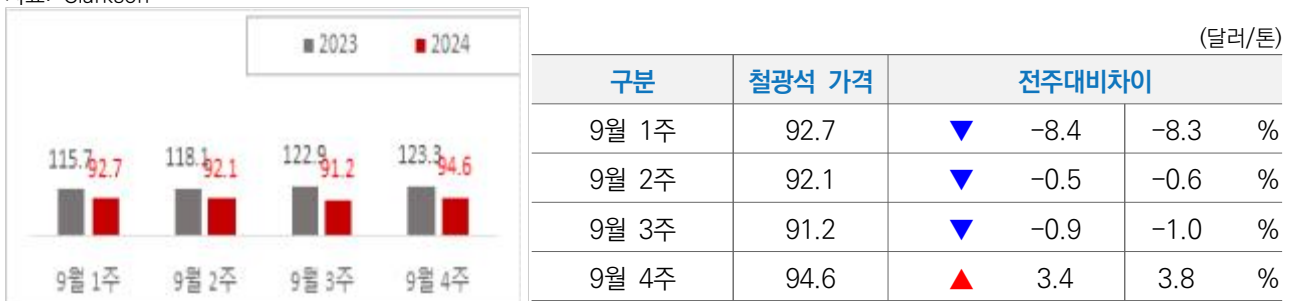 자료: Clarkson
■ 2023 ■ 2024
115.7 92.7 118.1 92.1 122.9 91.2 123.3 94.6
9월 1주 9월 2주 9월 3주 9월 4주
(달러/톤)
구분 철광석 가격 전주대비차이
9월 1주 92.7 ▼ -8.4 -8.3 %
9월 2주 92.1 ▼ -0.5 -0.6 %
9월 3주 91.2 ▼ -0.9 -1.0 %
9월 4주 94.6 ▲ 3.4 3.8 %